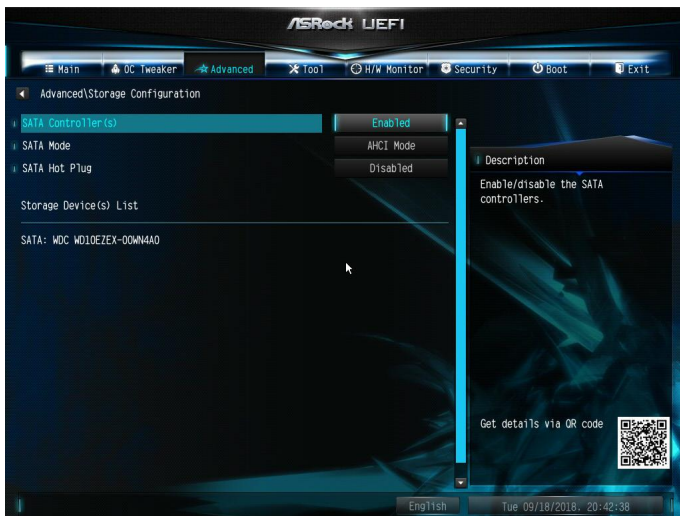 ASRock UEFI
Main OC Tweaker Advanced Tool H/W Monitor Security Boot Exit
Advanced\Storage Configuration
SATA Controller(s) Enabled
SATA Mode AHCI Mode
SATA Hot Plug Disabled
Storage Device(s) List
SATA: WDC WD10EZEX-00WN4A0
Description
Enable/disable the SATA
controllers.
Get details via QR code
English Tue 09/18/2018. 20:42:38